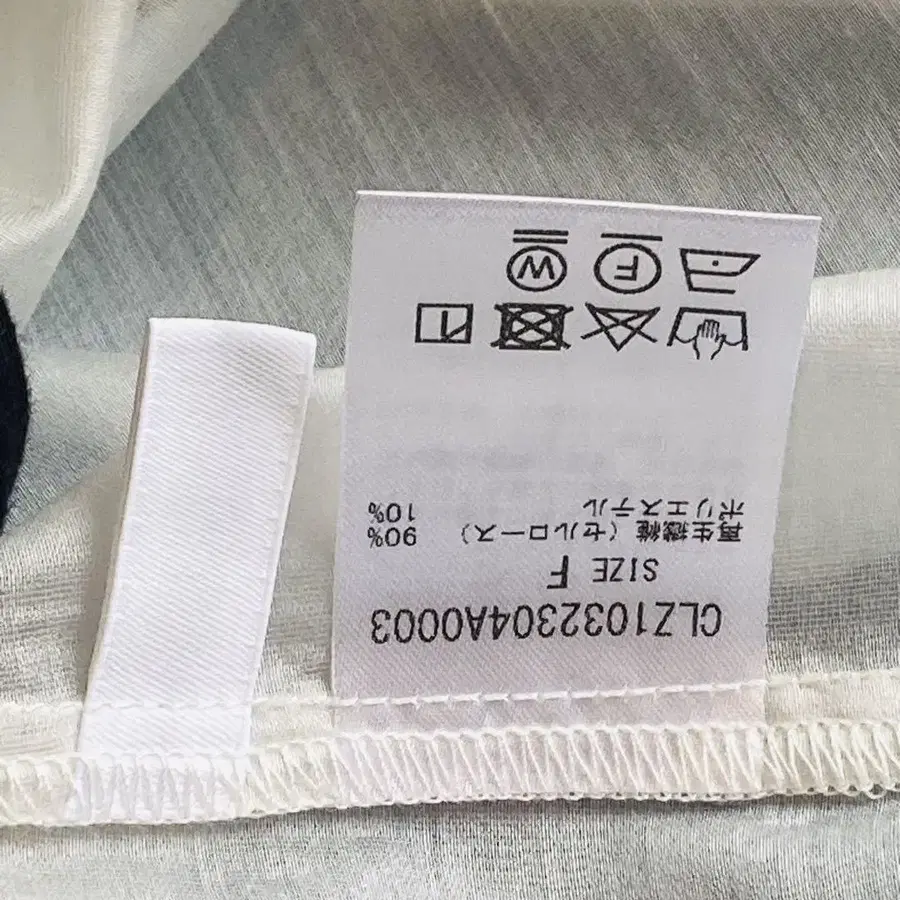 CLZ1032304A0003
SIZE F
再生繊維（セルロース） 90%
ポリエステル 10%
F W